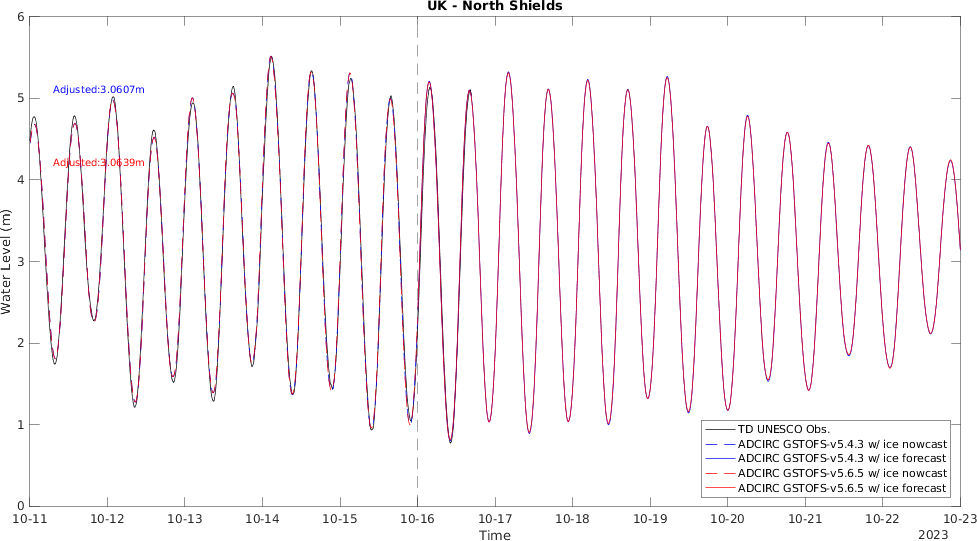 UK - North Shields
6
5
4
3
2
1
0
Water Level (m)
Adjusted:3.0607m
Adjusted:3.0639m
TD UNESCO Obs.
ADCIRC GSTOFS-v5.4.3 w/ ice nowcast
ADCIRC GSTOFS-v5.4.3 w/ ice forecast
ADCIRC GSTOFS-v5.6.5 w/ ice nowcast
ADCIRC GSTOFS-v5.6.5 w/ ice forecast
10-11 10-12 10-13 10-14 10-15 10-16 10-17 10-18 10-19 10-20 10-21 10-22 10-23
Time
2023